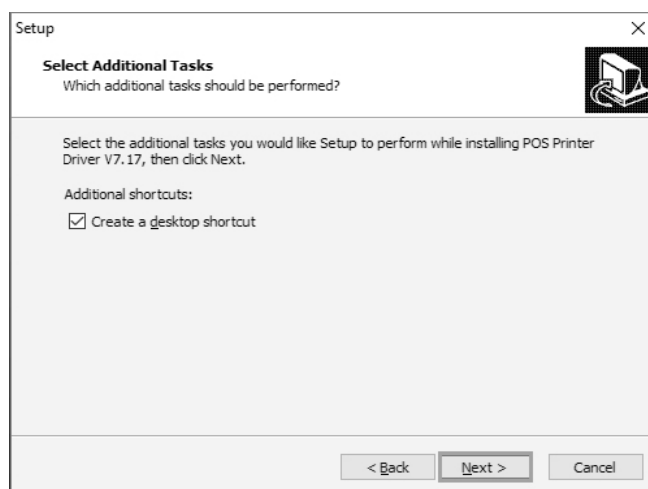 Setup
Select Additional Tasks
Which additional tasks should be performed?
Select the additional tasks you would like Setup to perform while installing POS Printer
Driver V7.17, then click Next.
Additional shortcuts:
Create a desktop shortcut
< Back
Next >
Cancel